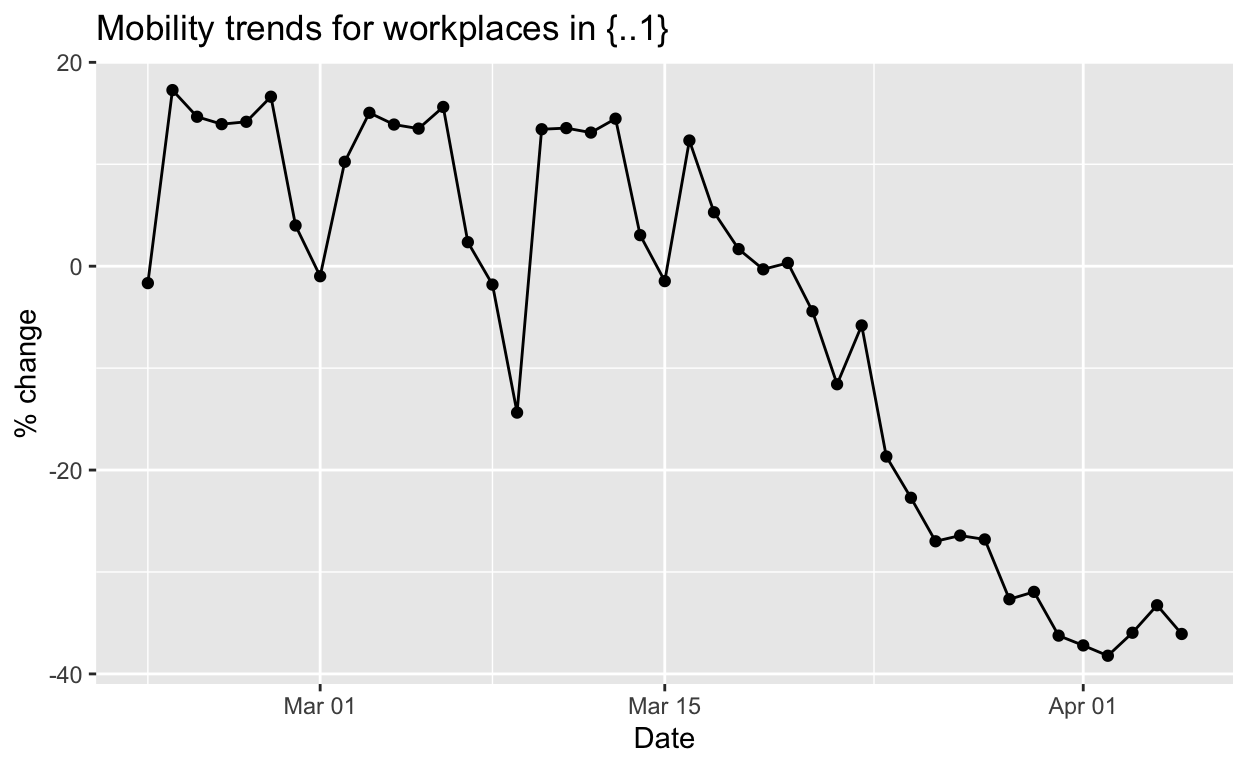 Mobility trends for workplaces in {..1}
20
0
-20
-40
% change
Mar 01
Mar 15
Apr 01
Date